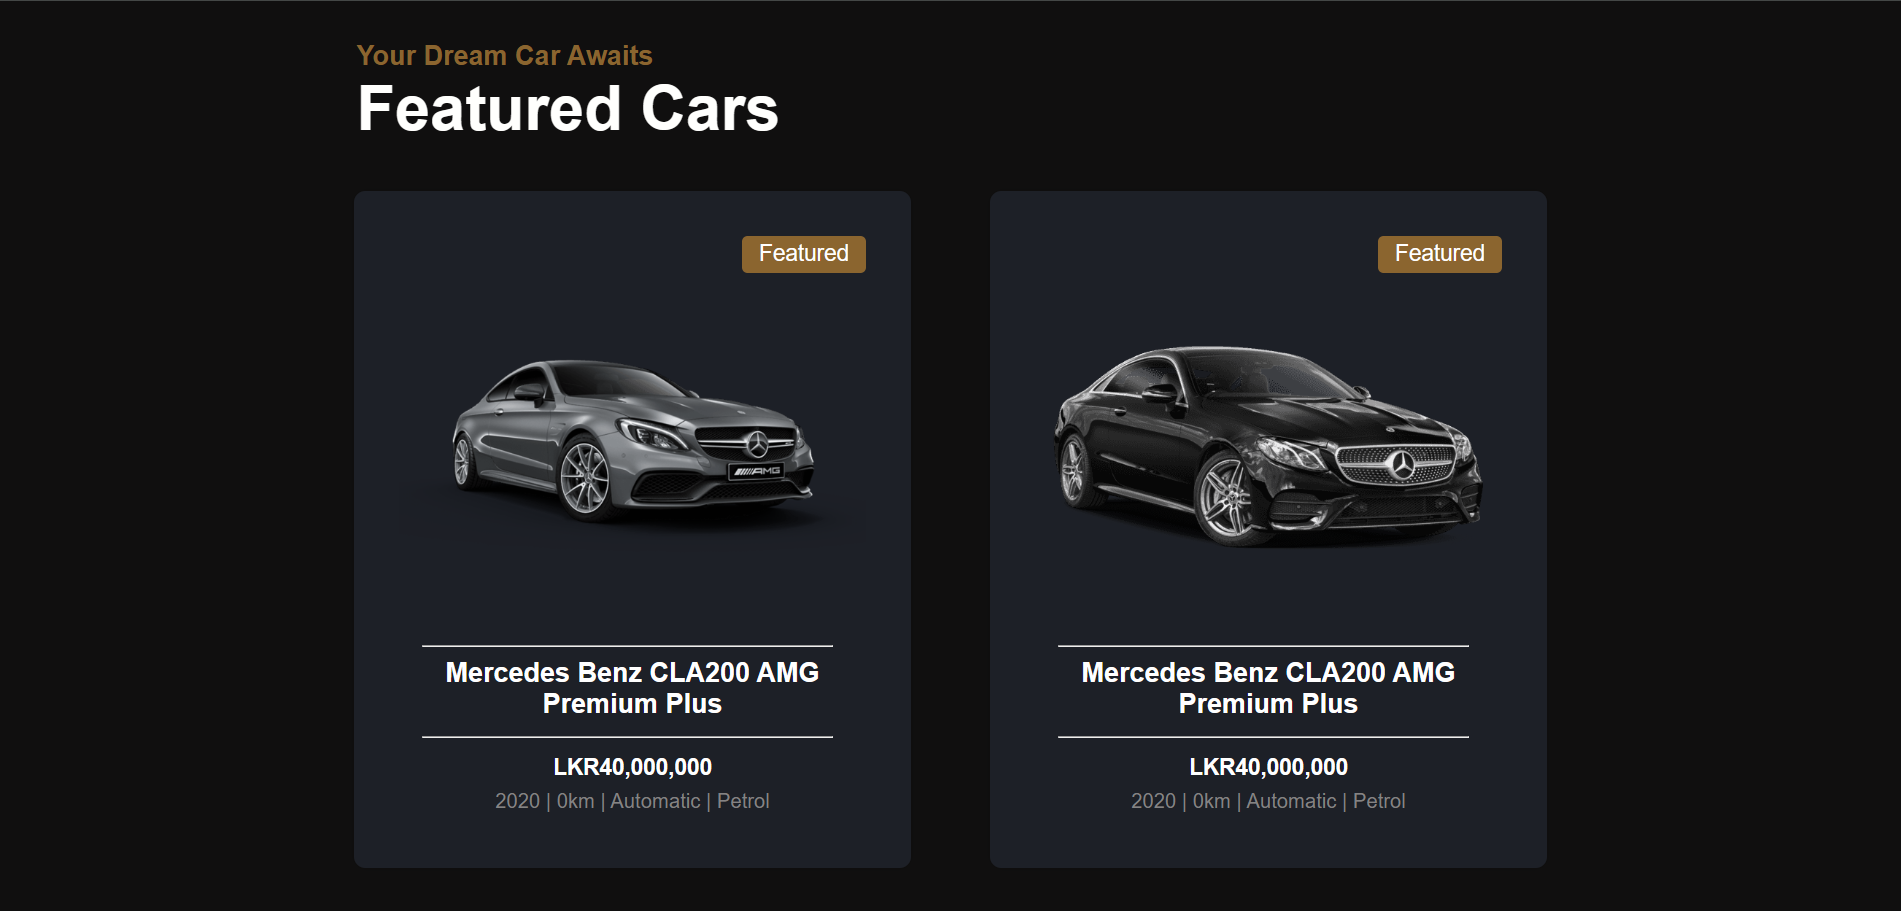 Your Dream Car Awaits
Featured Cars
Featured
AMG
Mercedes Benz CLA200 AMG
Premium Plus
LKR40,000,000
2020 | 0km | Automatic | Petrol
Featured
Mercedes Benz CLA200 AMG
Premium Plus
LKR40,000,000
2020 | 0km | Automatic | Petrol